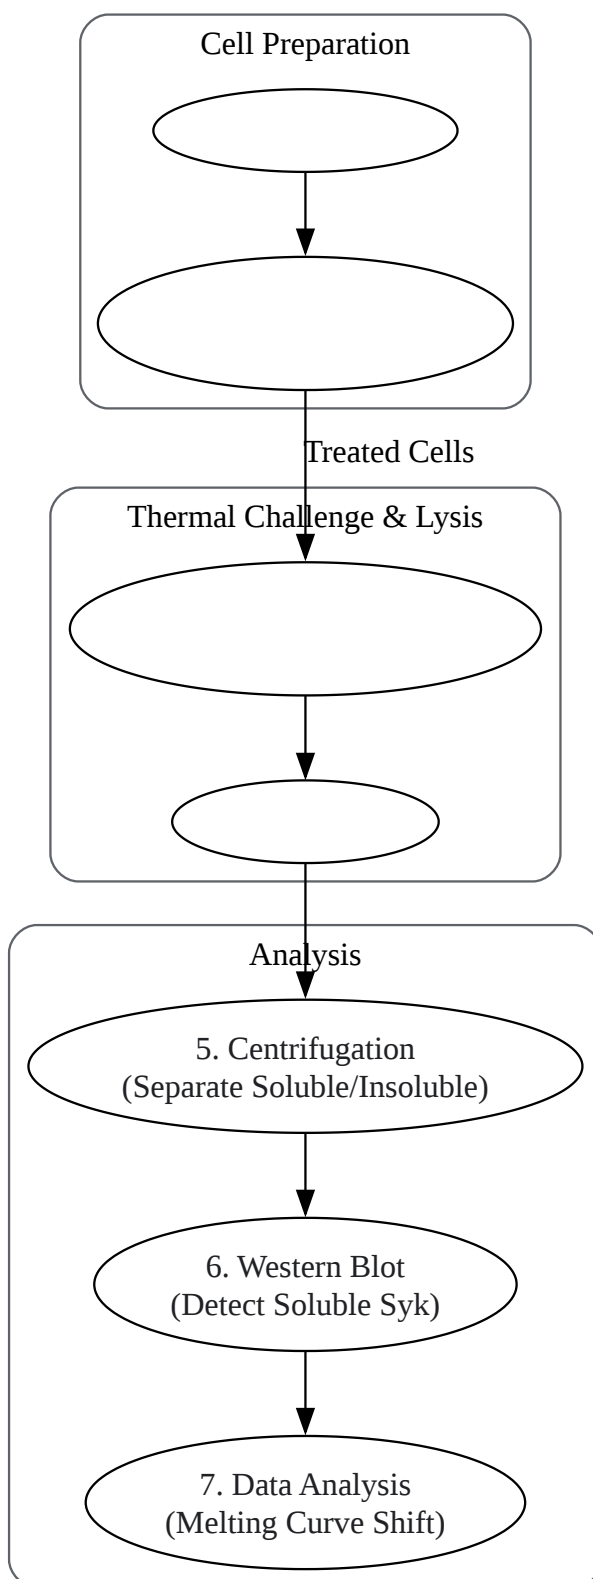 Cell Preparation
Treated Cells
Thermal Challenge & Lysis
Analysis
5. Centrifugation
(Separate Soluble/Insoluble)
6. Western Blot
(Detect Soluble Syk)
7. Data Analysis
(Melting Curve Shift)